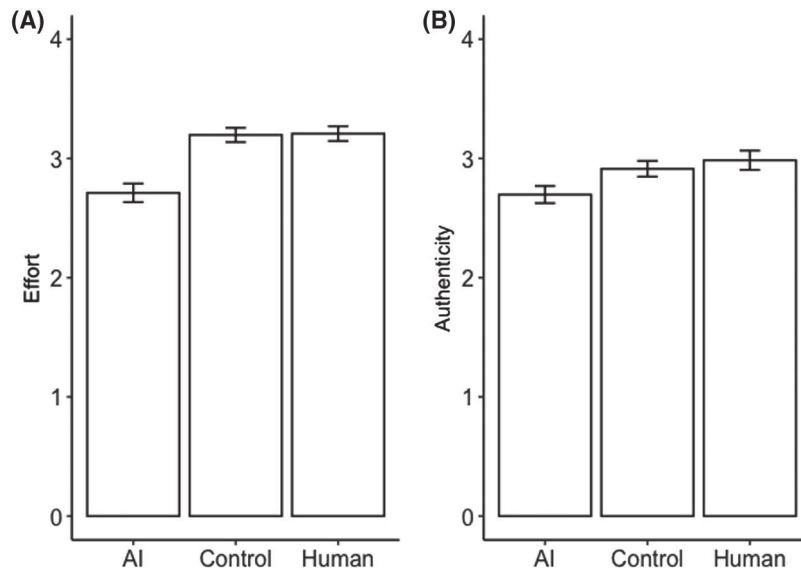 (A)
4
3
2
1
0
Effort
AI Control Human
(B)
4
3
2
1
0
Authenticity
AI Control Human